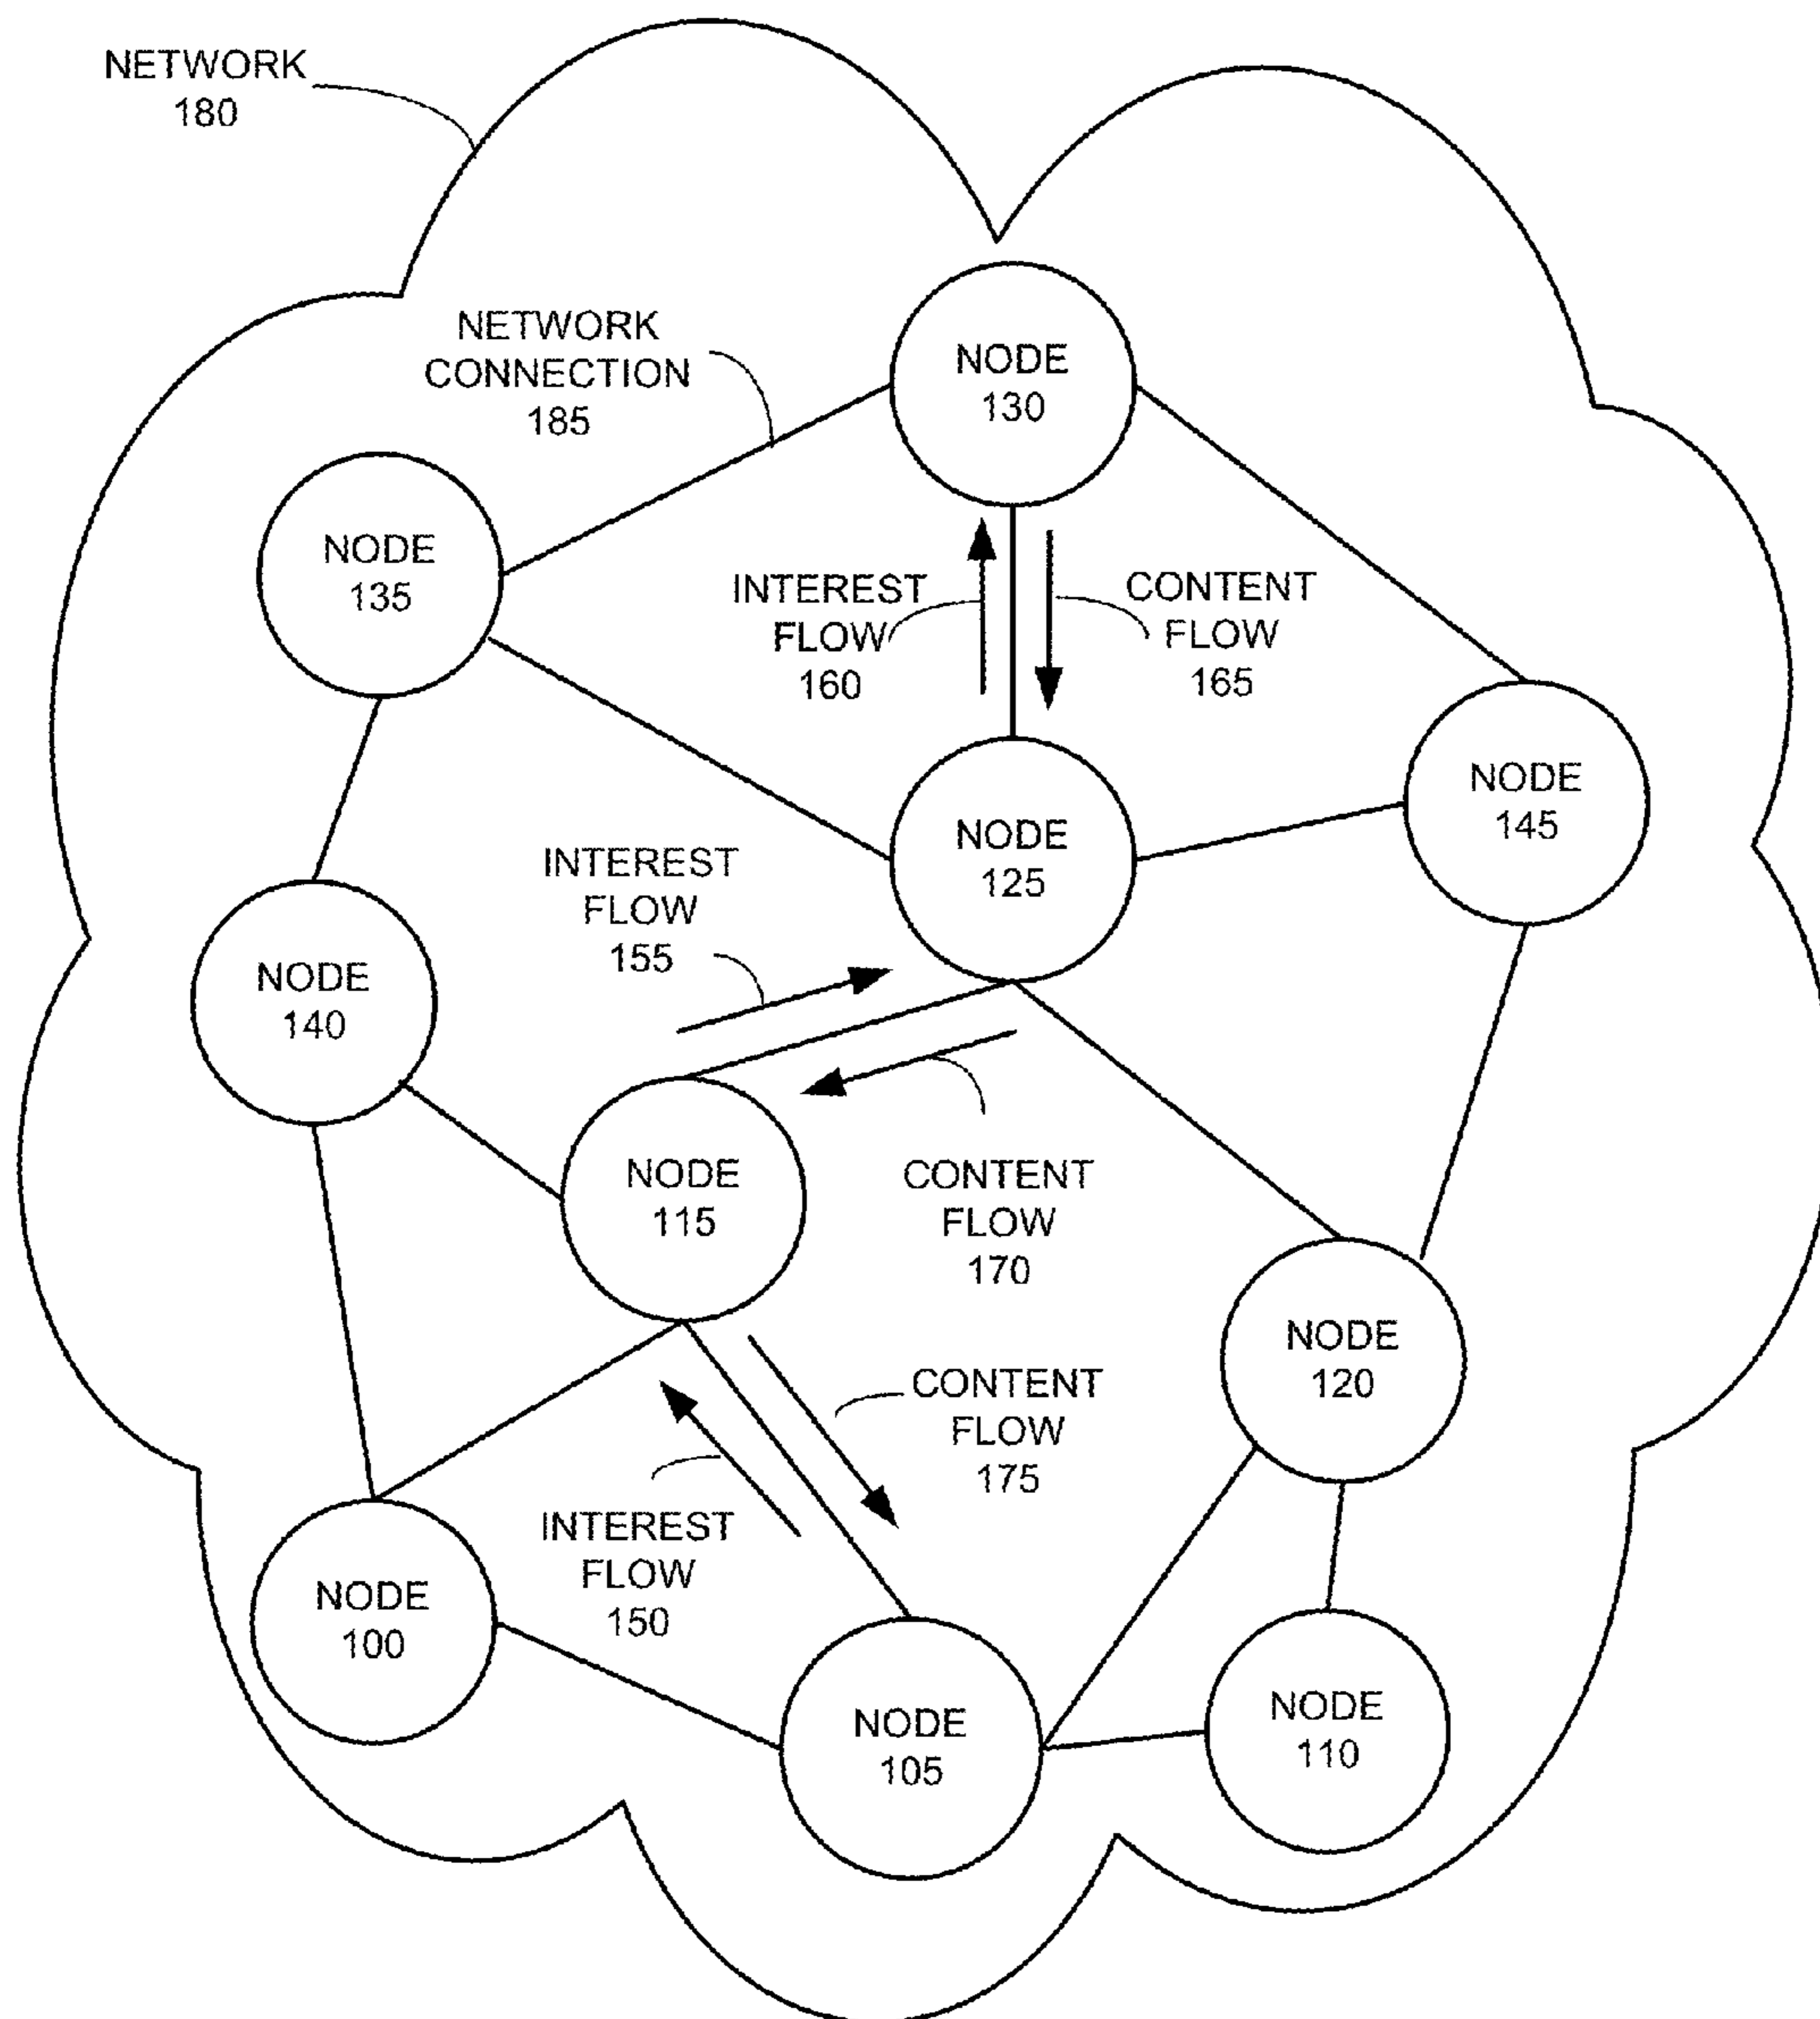 NETWORK
180
NETWORK
CONNECTION
185
NODE
130
NODE
135
INTEREST
FLOW
160
CONTENT
FLOW
165
NODE
145
NODE
125
INTEREST
FLOW
155
NODE
140
NODE
115
CONTENT
FLOW
170
NODE
120
CONTENT
FLOW
175
INTEREST
FLOW
150
NODE
100
NODE
105
NODE
110